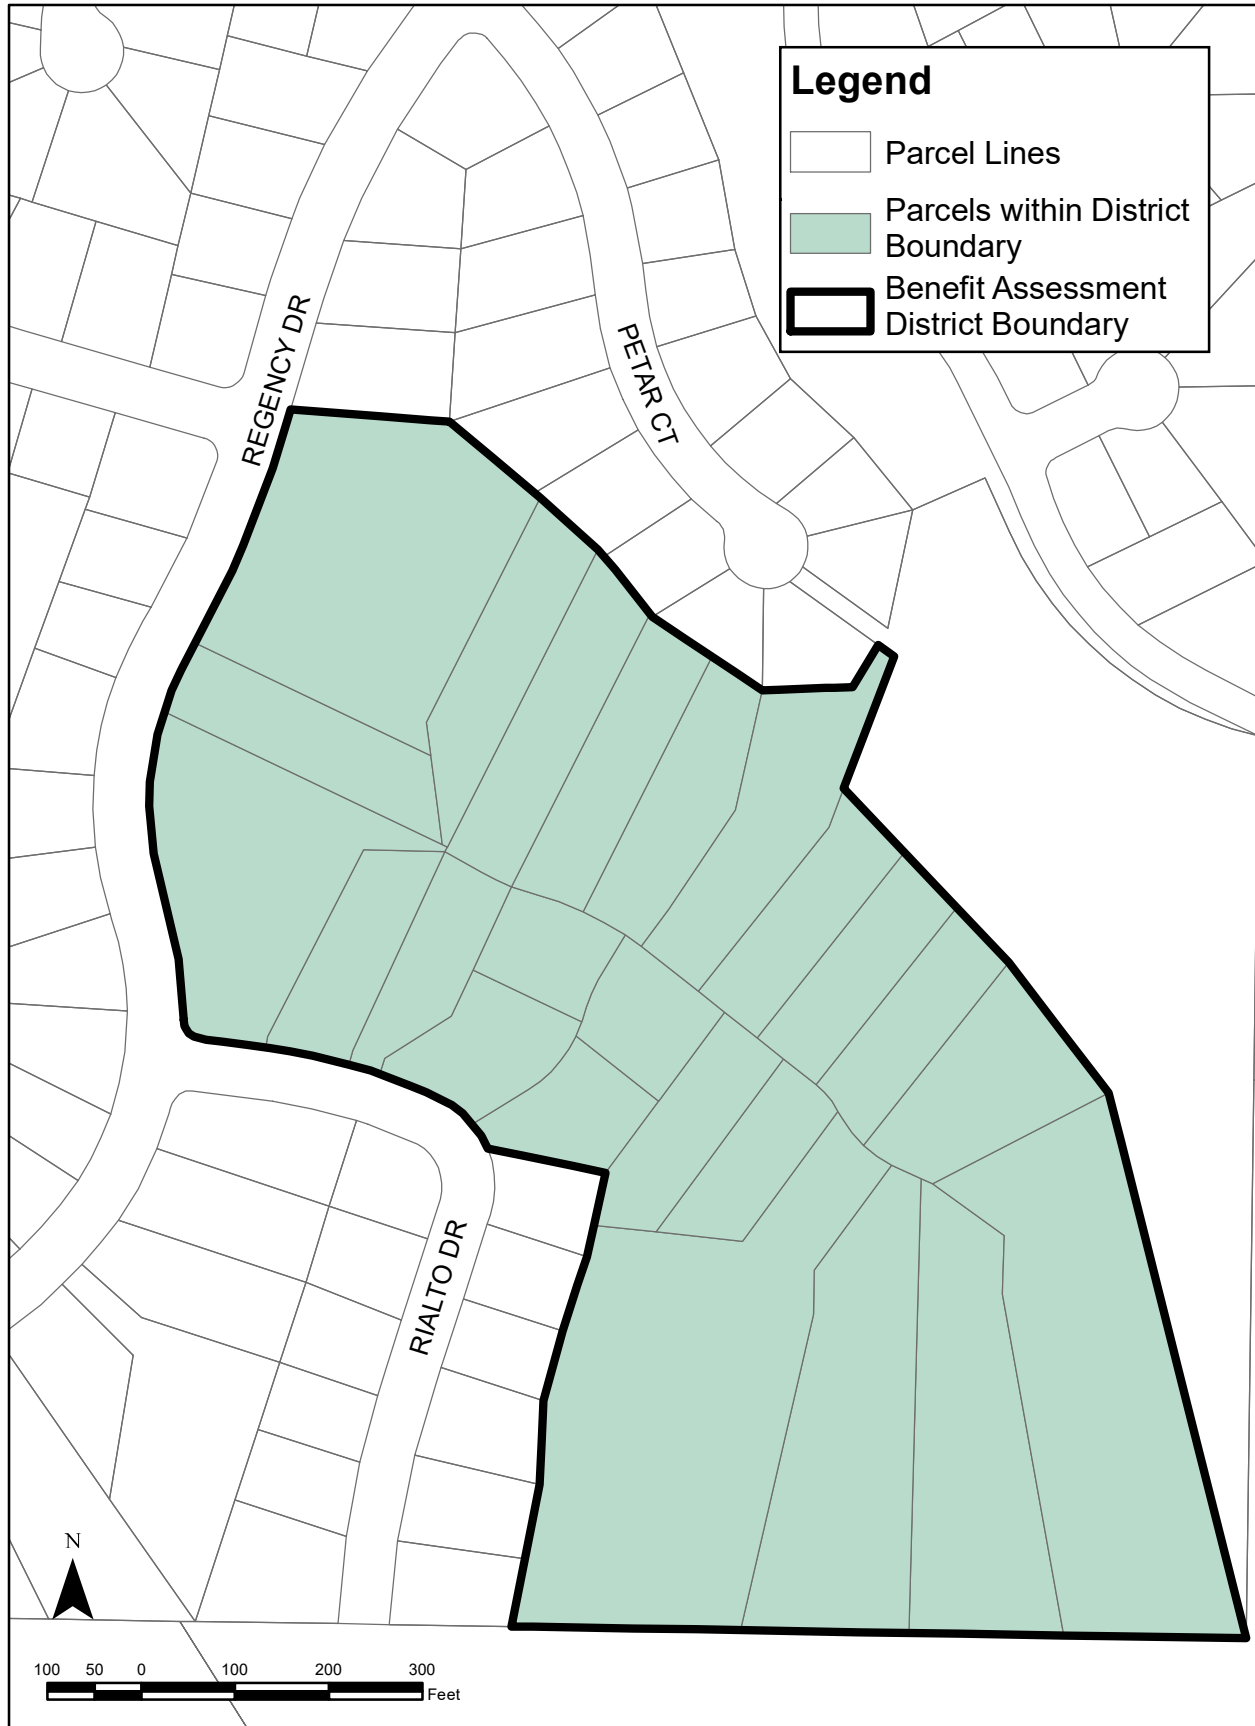 Legend
Parcel Lines
Parcels within District
Boundary
Benefit Assessment
District Boundary
REGENCY DR
PETAR CT
RIALTO DR
N
100 50 0 100 200 300
Feet